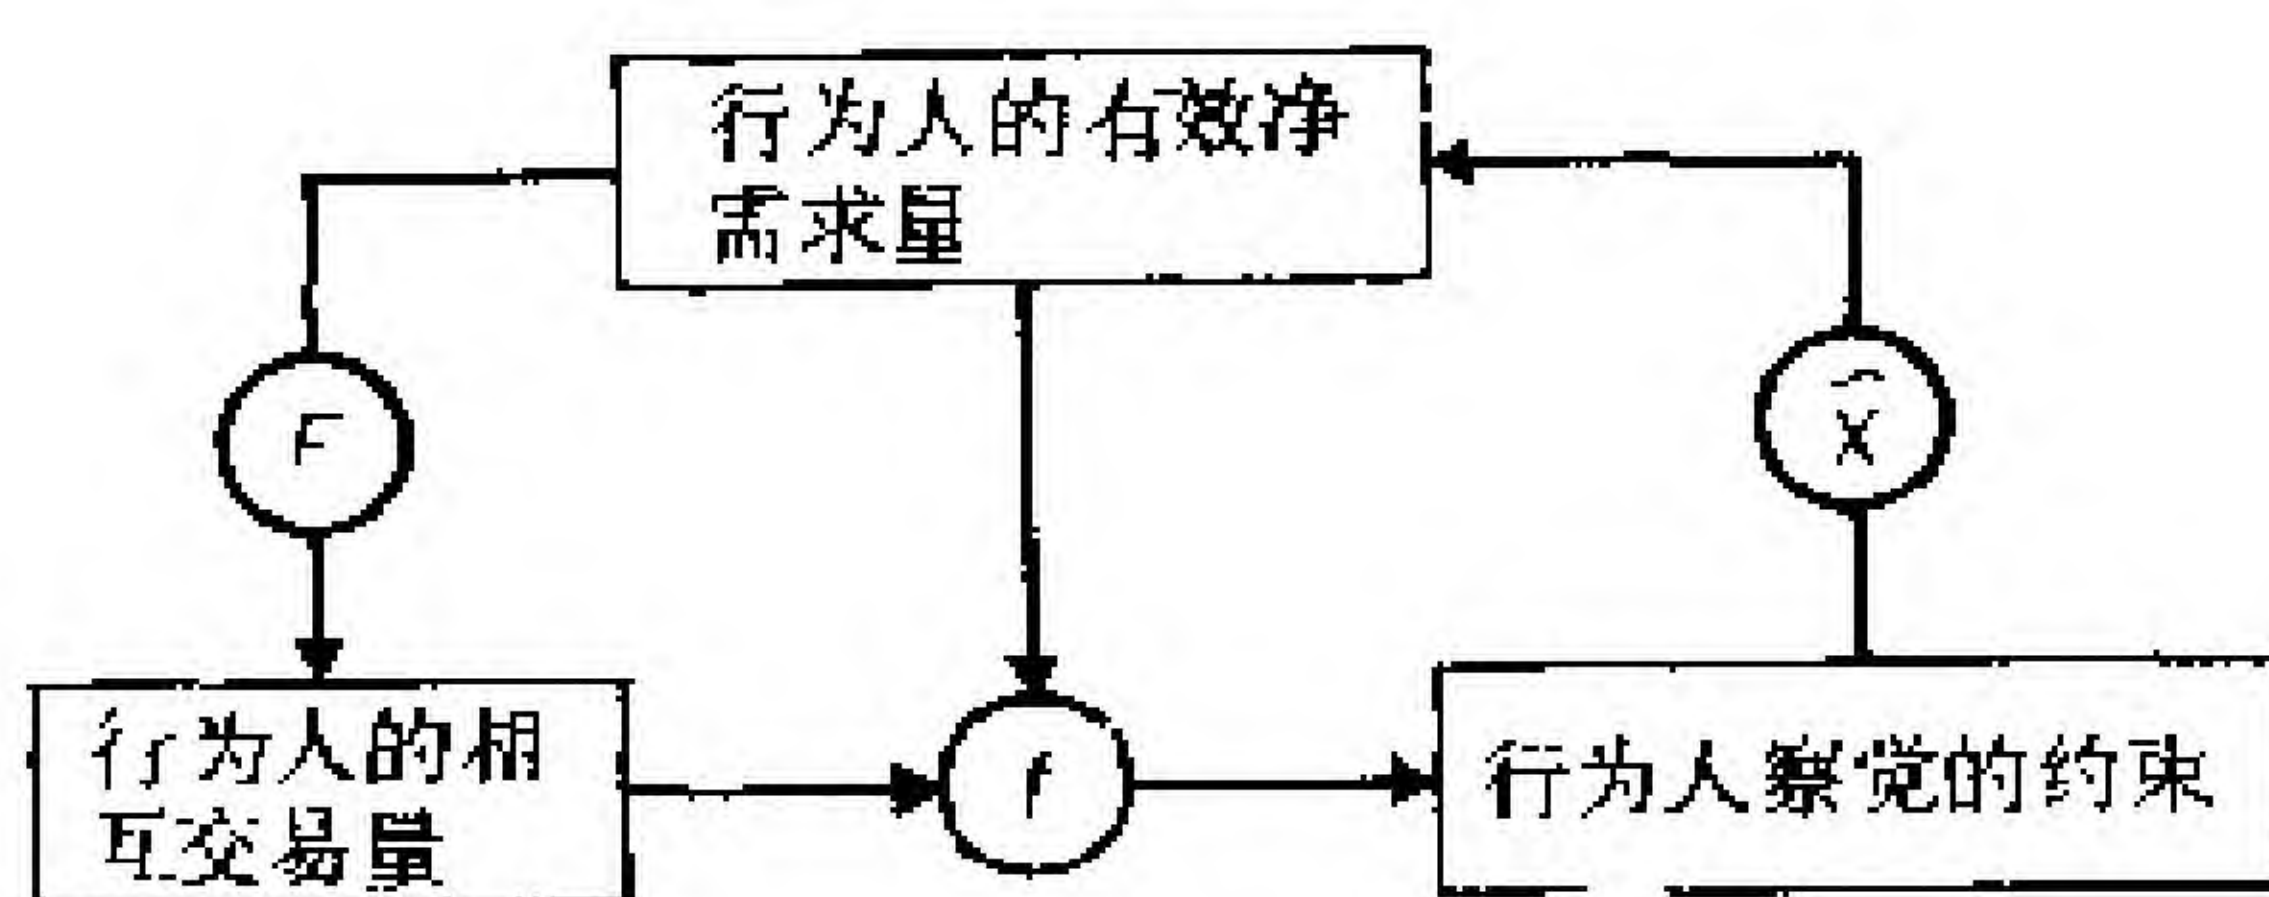 行为人的有效净
需求量
F
x̂
行为人的相
互交易量
f
行为人察觉的约束